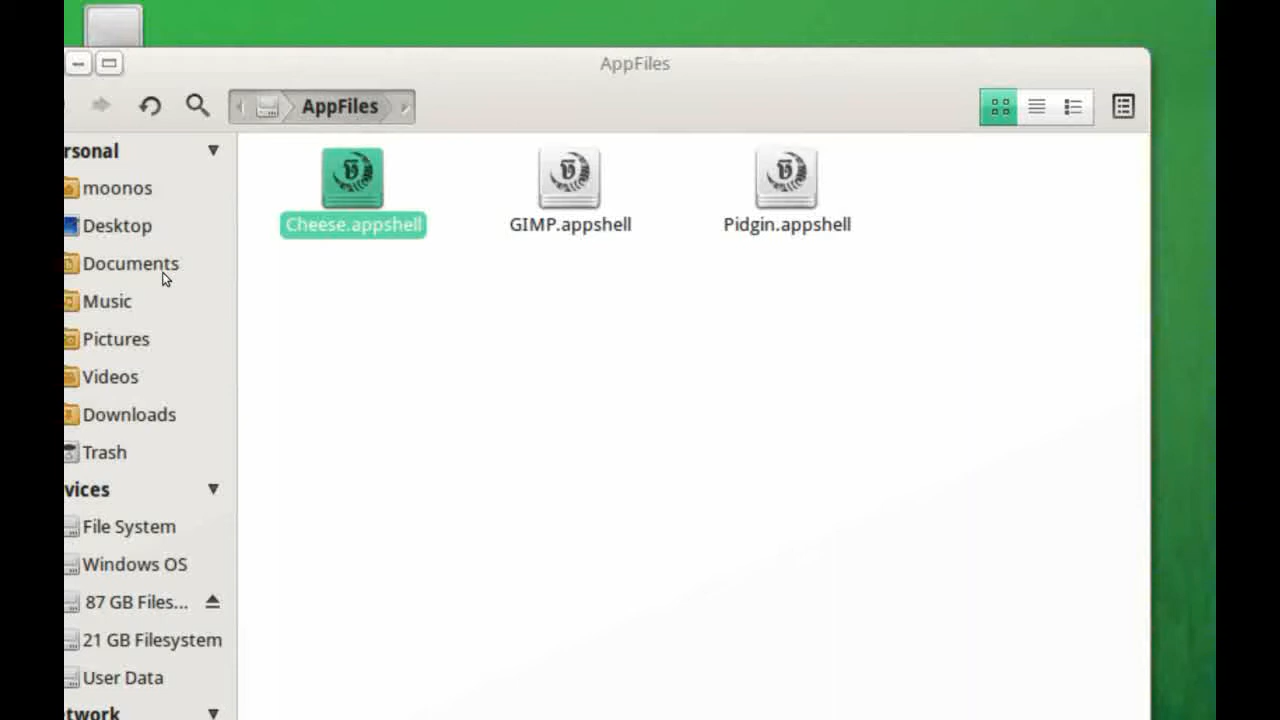 AppFiles
AppFiles
rsonal
moonos
Desktop
Documents
Music
Pictures
Videos
Downloads
Trash
vices
File System
Windows OS
87 GB Files...
21 GB Filesystem
User Data
twork
Cheese.appshell
GIMP.appshell
Pidgin.appshell